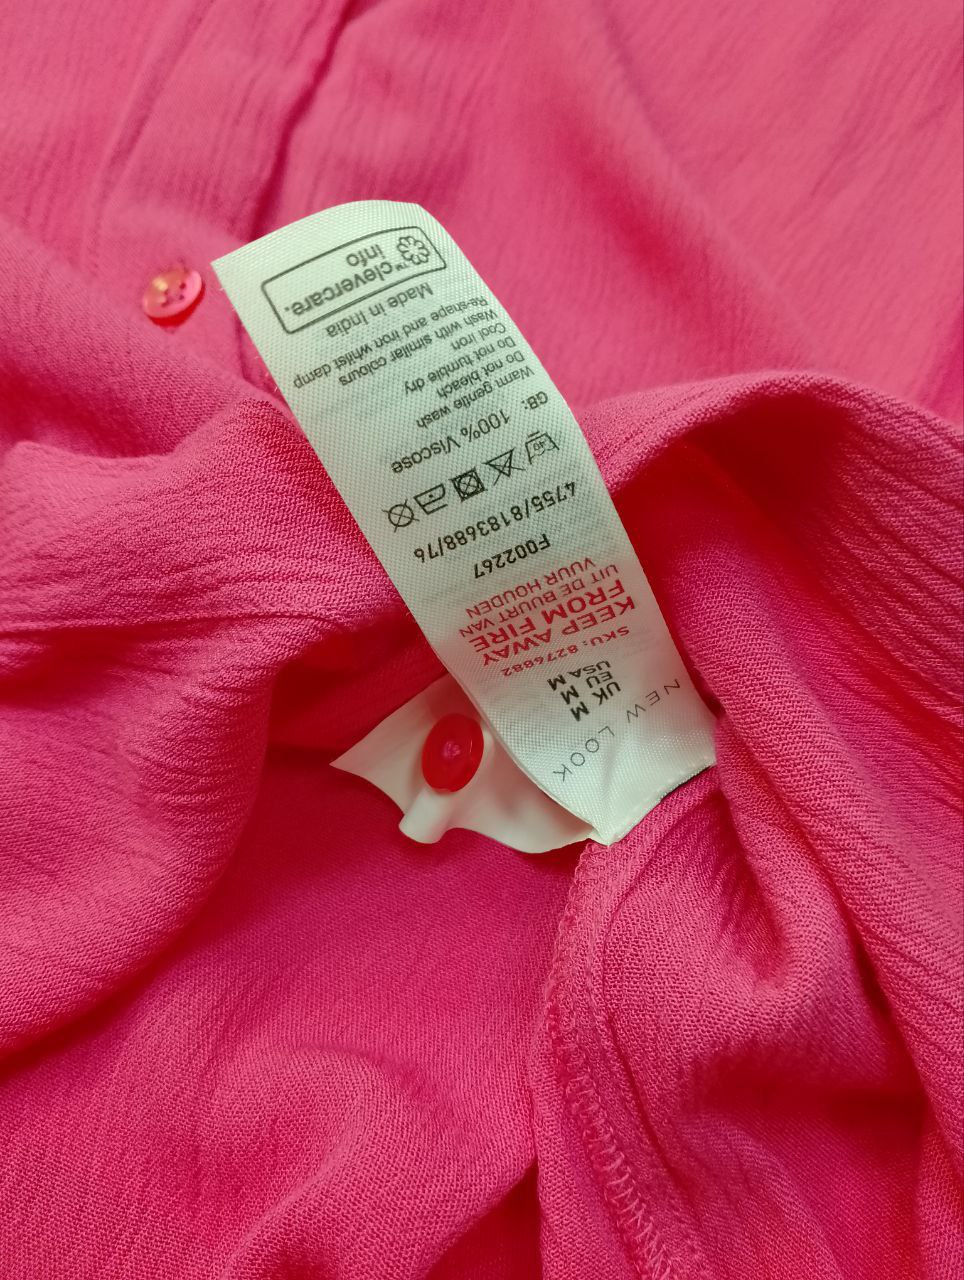 NEW LOOK
UK M
EU M
USA M
SKU: 8276882
KEEP AWAY
FROM FIRE
UIT DE BUURT VAN
VUUR HOUDEN
F002267
4755/8183688/76
40
GB: 100% Viscose
Warm gentle wash
Do not bleach
Do not tumble dry
Cool iron
Wash with similar colours
Re-shape and iron whilst damp
Made in India
™clevercare.
info